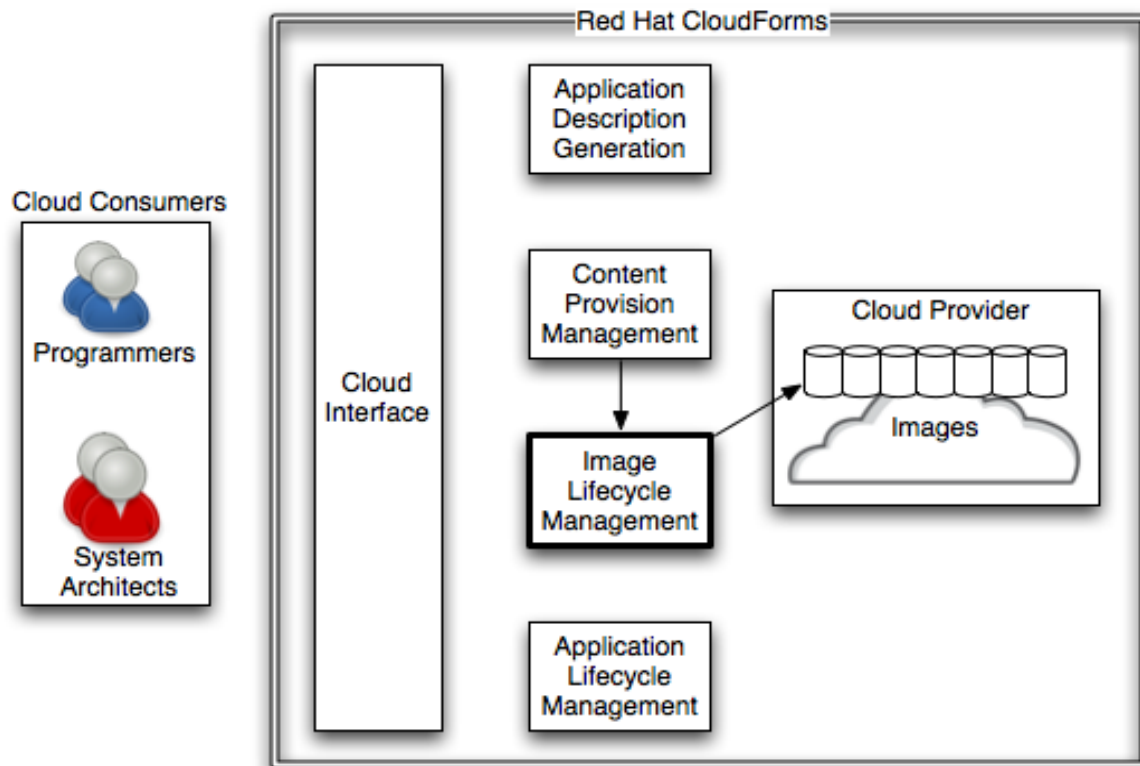 Red Hat CloudForms
Application
Description
Generation
Cloud Consumers
Programmers
System
Architects
Cloud
Interface
Content
Provision
Management
Image
Lifecycle
Management
Cloud Provider
Images
Application
Lifecycle
Management